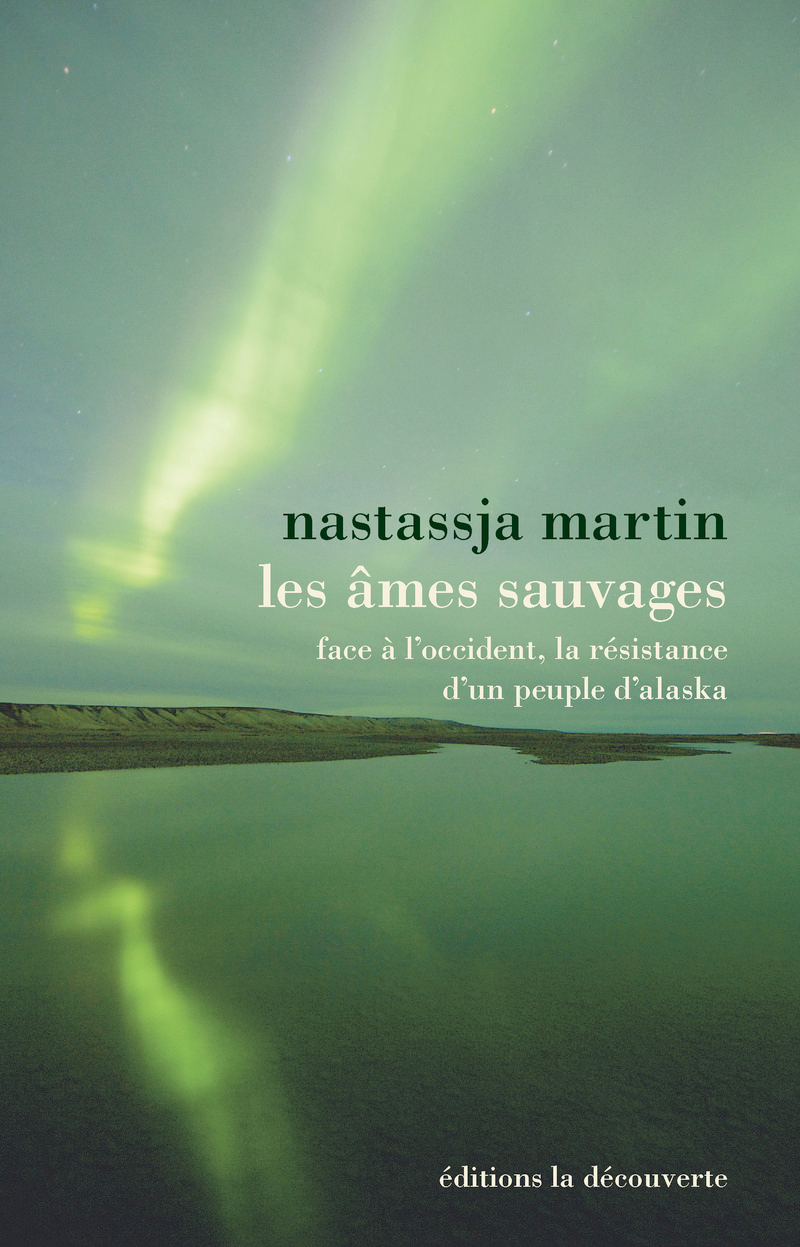 nastassja martin
les âmes sauvages
face à l’occident, la résistance
d’un peuple d’alaska
éditions la découverte